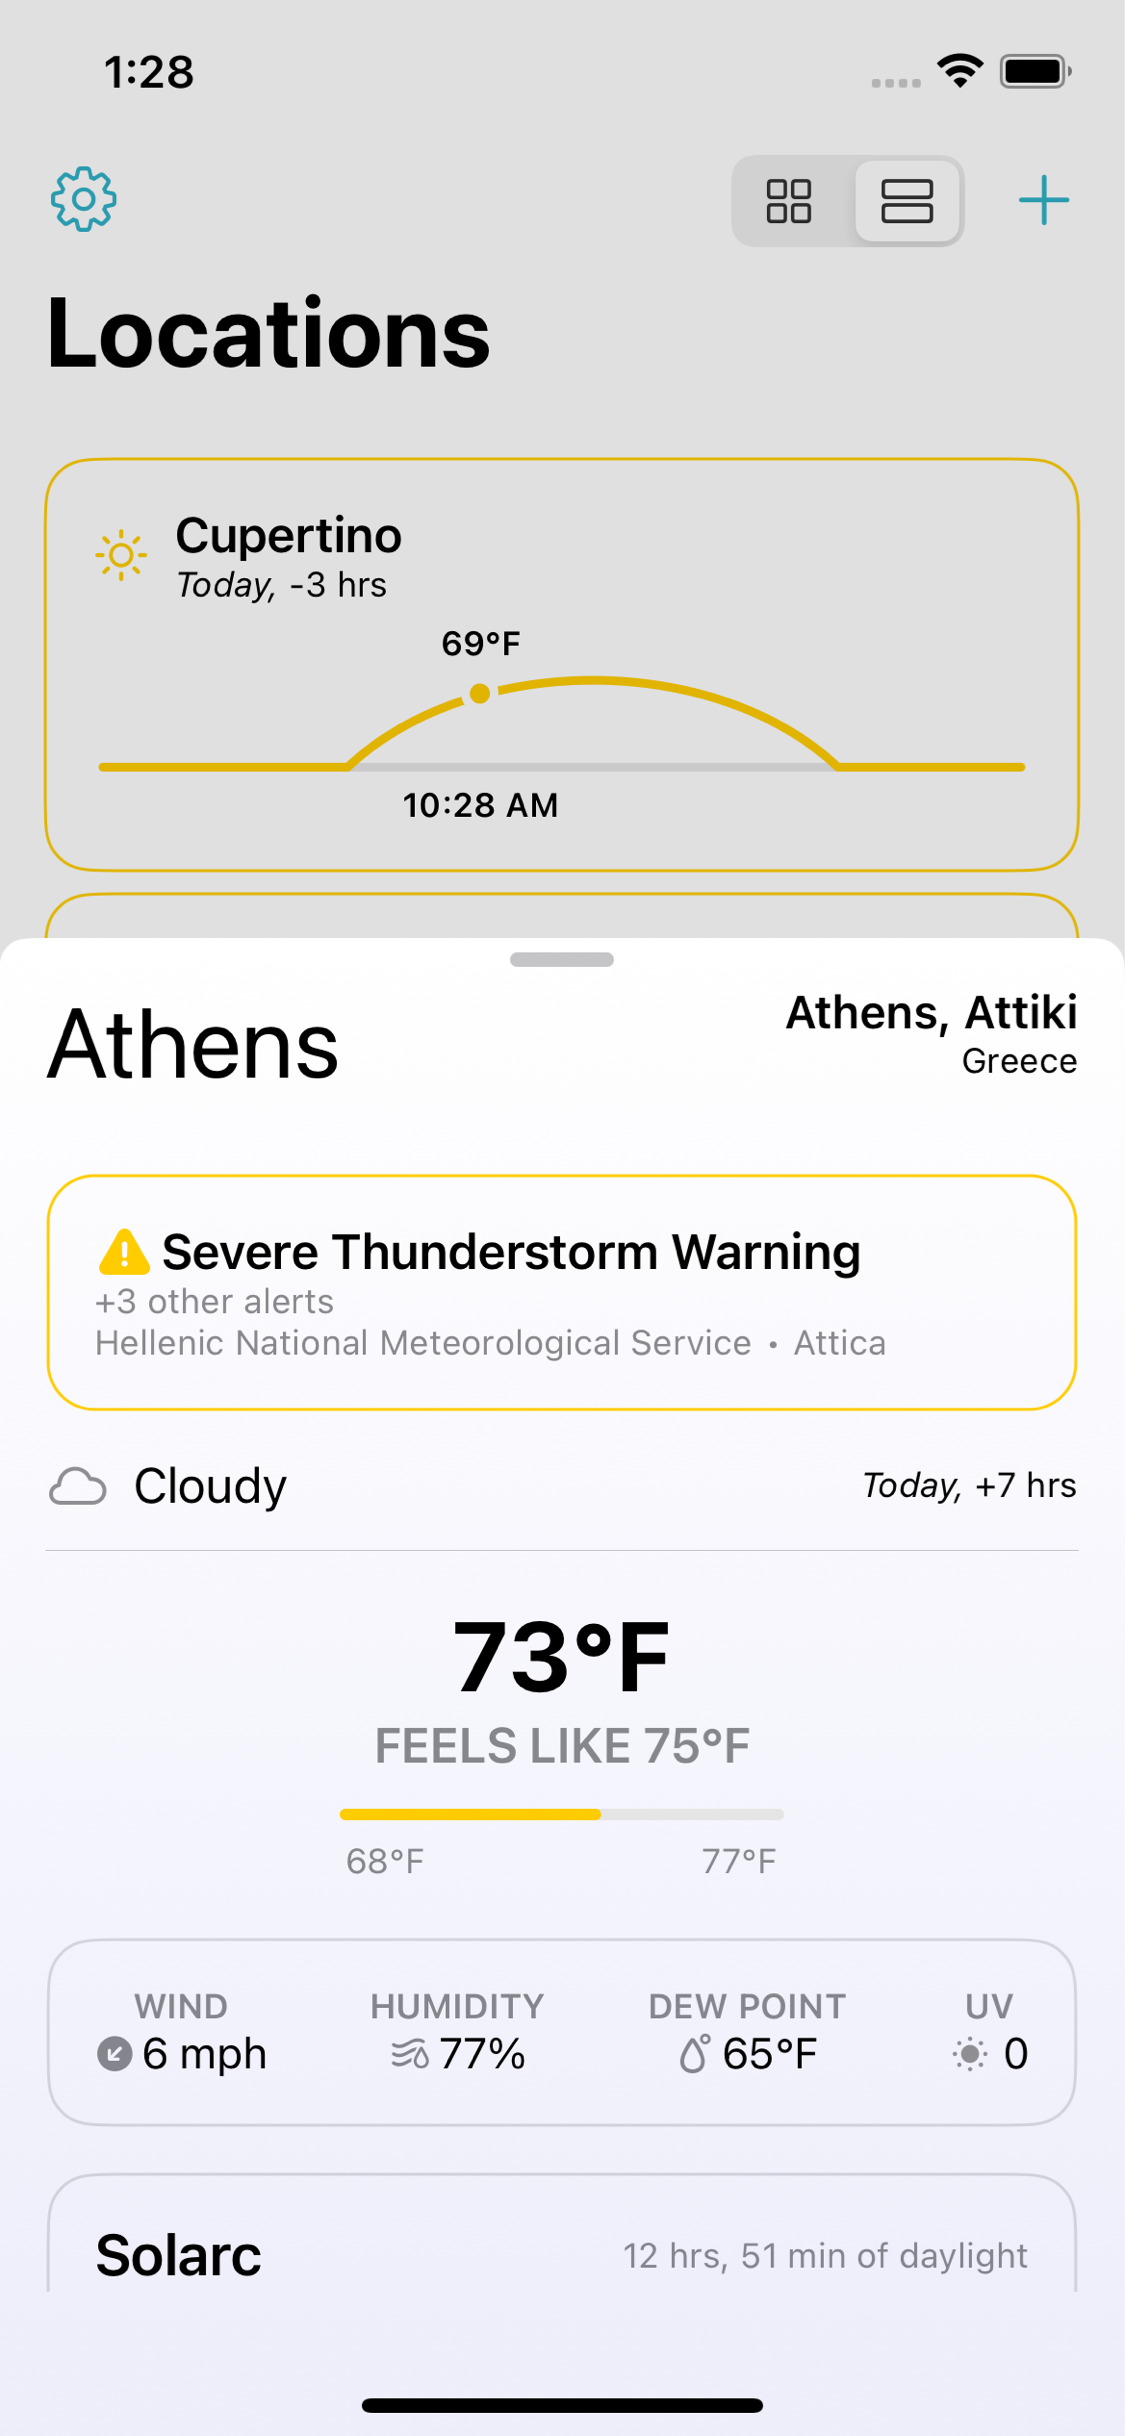 1:28
Locations
Cupertino
Today, -3 hrs
69°F
10:28 AM
Athens
Athens, Attiki
Greece
Severe Thunderstorm Warning
+3 other alerts
Hellenic National Meteorological Service • Attica
Cloudy
Today, +7 hrs
73°F
FEELS LIKE 75°F
68°F 77°F
WIND HUMIDITY DEW POINT UV
6 mph 77% 65°F 0
Solarc
12 hrs, 51 min of daylight